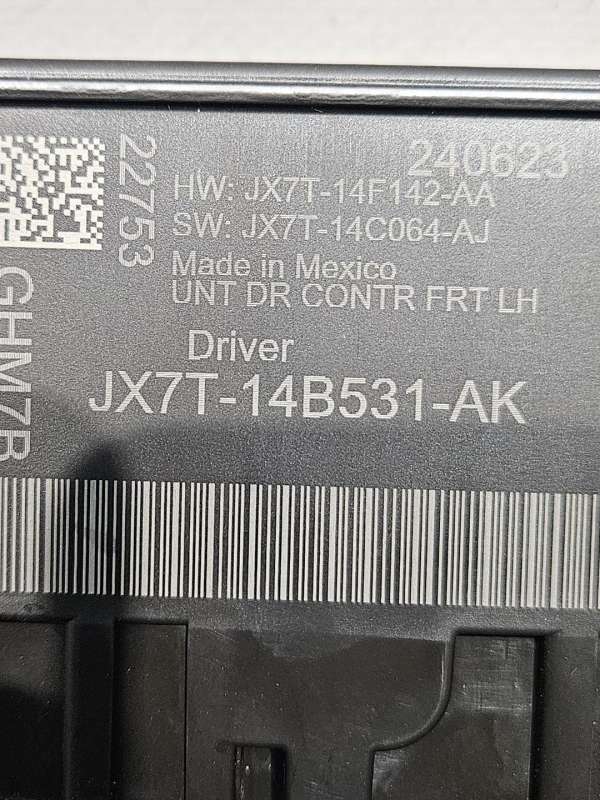 240623
22753
HW: JX7T-14F142-AA
SW: JX7T-14C064-AJ
Made in Mexico
UNT DR CONTR FRT LH
GHM7B
Driver
JX7T-14B531-AK